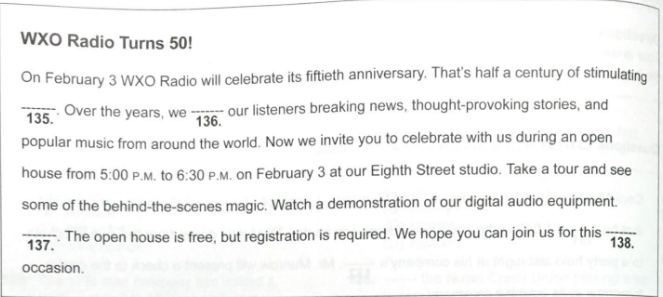 WXO Radio Turns 50!
On February 3 WXO Radio will celebrate its fiftieth anniversary. That's half a century of stimulating
------- . Over the years, we ------- our listeners breaking news, thought-provoking stories, and
135. 136.
popular music from around the world. Now we invite you to celebrate with us during an open
house from 5:00 P.M. to 6:30 P.M. on February 3 at our Eighth Street studio. Take a tour and see
some of the behind-the-scenes magic. Watch a demonstration of our digital audio equipment.
------- . The open house is free, but registration is required. We hope you can join us for this -------
137. 138.
occasion.